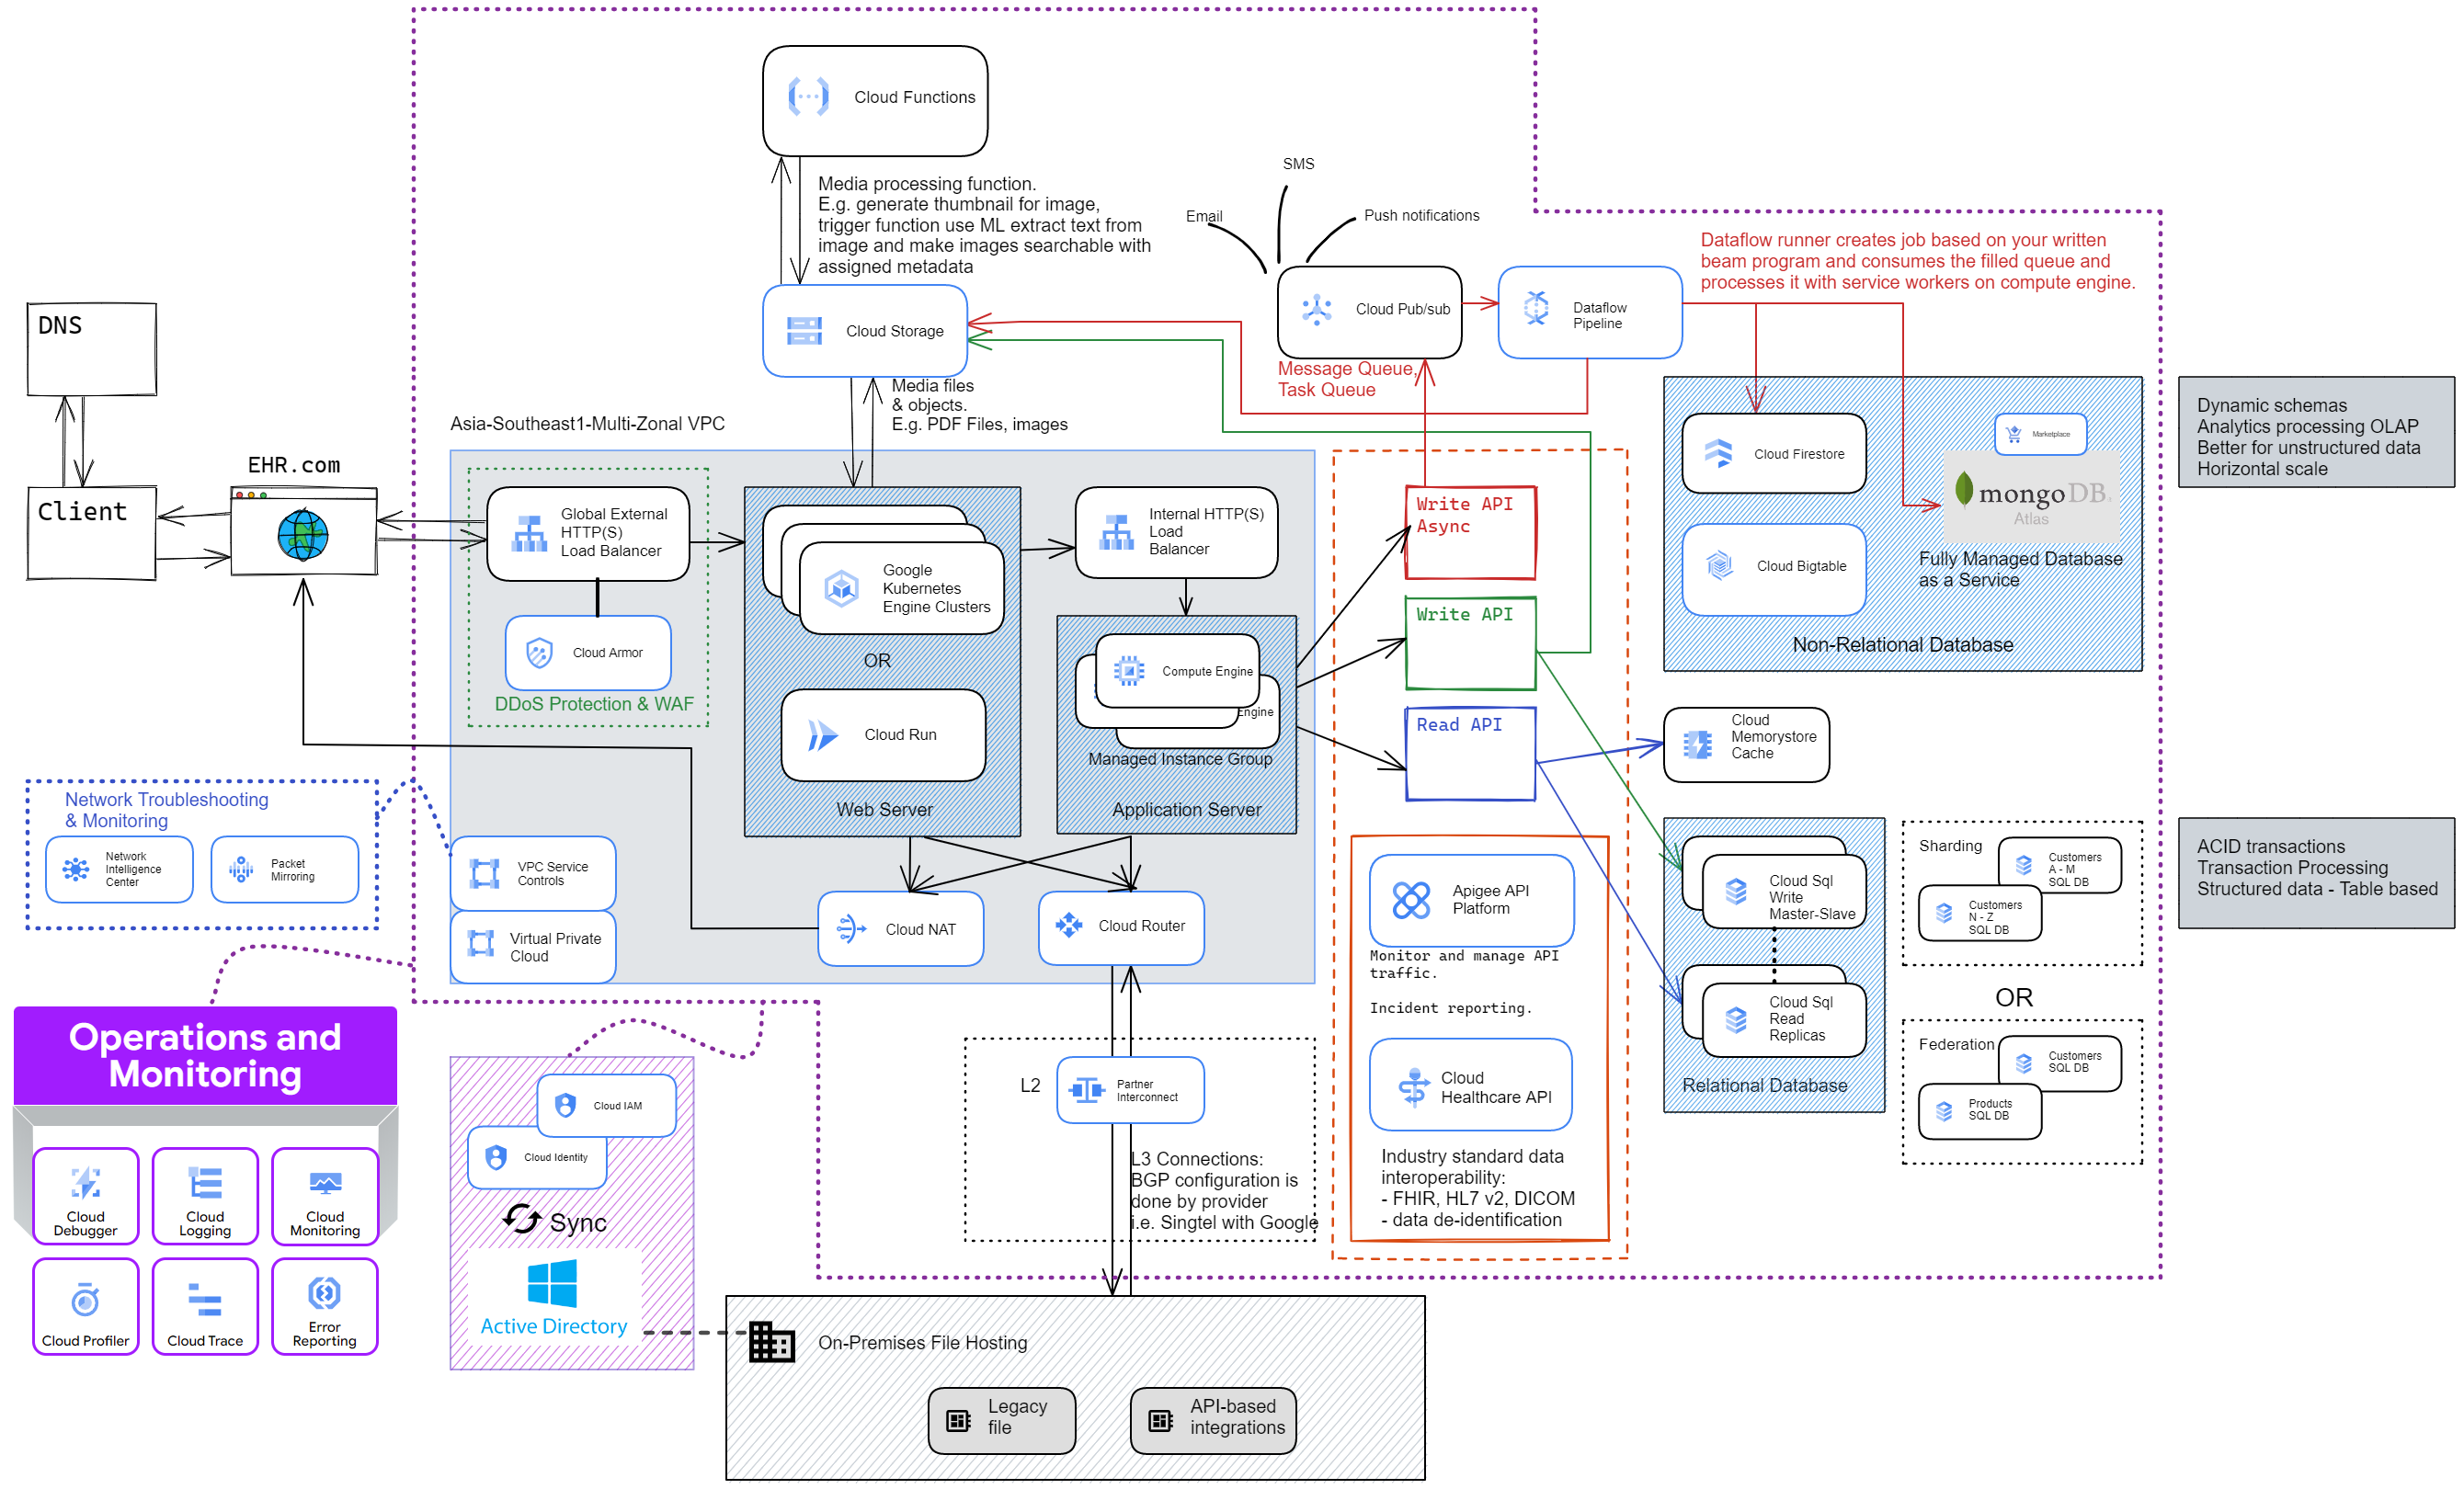 Cloud Functions
SMS
Email
Push notifications
Media processing function.
E.g. generate thumbnail for image,
trigger function use ML extract text from
image and make images searchable with
assigned metadata
Dataflow runner creates job based on your written
beam program and consumes the filled queue and
processes it with service workers on compute engine.
DNS
Cloud Storage
Cloud Pub/sub
Dataflow
Pipeline
Message Queue,
Task Queue
Media files
& objects.
E.g. PDF Files, images
Asia-Southeast1-Multi-Zonal VPC
Dynamic schemas
Analytics processing OLAP
Better for unstructured data
Horizontal scale
Cloud Firestore
Marketplace
mongoDB.
Atlas
Fully Managed Database
as a Service
Cloud Bigtable
Non-Relational Database
EHR.com
Client
Global External
HTTP(S)
Load Balancer
Cloud Armor
DDoS Protection & WAF
Google
Kubernetes
Engine Clusters
OR
Cloud Run
Web Server
Internal HTTP(S)
Load
Balancer
Compute Engine
Engine
Managed Instance Group
Application Server
Write API
Async
Write API
Read API
Cloud
Memorystore
Cache
Network Troubleshooting
& Monitoring
Network
Intelligence
Center
Packet
Mirroring
VPC Service
Controls
Virtual Private
Cloud
Cloud NAT
Cloud Router
Apigee API
Platform
Monitor and manage API
traffic.
Incident reporting.
Cloud
Healthcare API
Industry standard data
interoperability:
- FHIR, HL7 v2, DICOM
- data de-identification
Cloud Sql
Write
Master-Slave
Cloud Sql
Read
Replicas
Relational Database
Sharding
Customers
A - M
SQL DB
Customers
N - Z
SQL DB
OR
Federation
Customers
SQL DB
Products
SQL DB
ACID transactions
Transaction Processing
Structured data - Table based
Operations and
Monitoring
Cloud
Debugger
Cloud
Logging
Cloud
Monitoring
Cloud Profiler
Cloud Trace
Error
Reporting
Cloud IAM
Cloud Identity
Sync
Active Directory
L2
Partner
Interconnect
L3 Connections:
BGP configuration is
done by provider
i.e. Singtel with Google
On-Premises File Hosting
Legacy
file
API-based
integrations